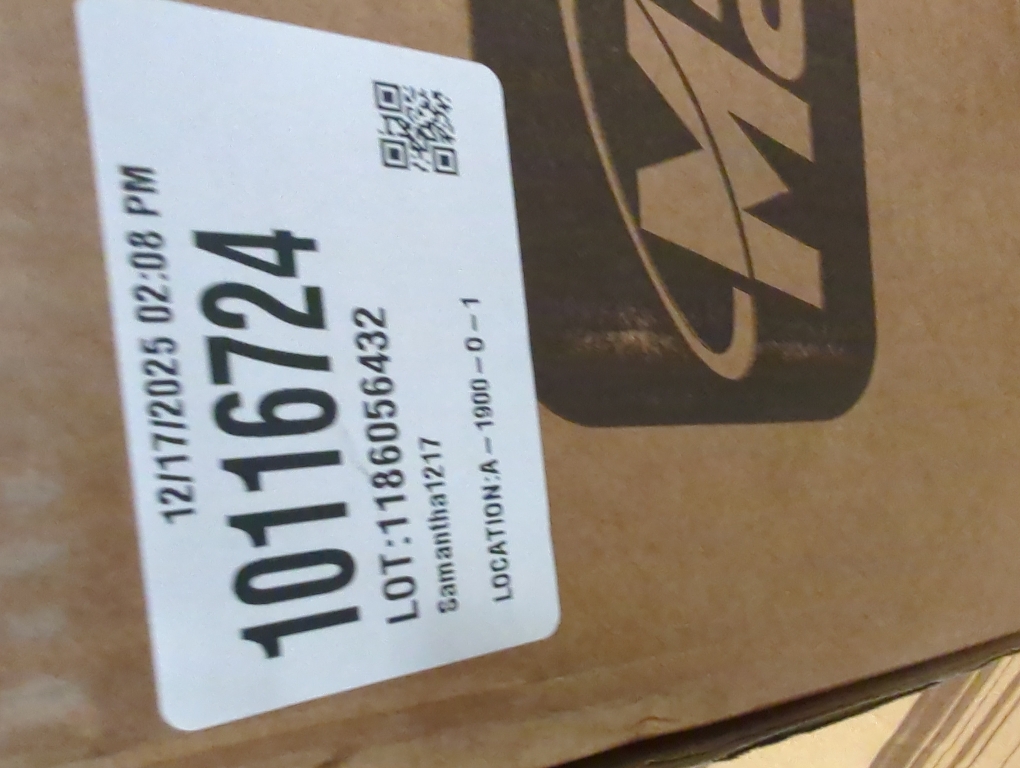 12/17/2025 02:08 PM
10116724
LOT:1186056432
Samantha1217
LOCATION:A-1900-0-1